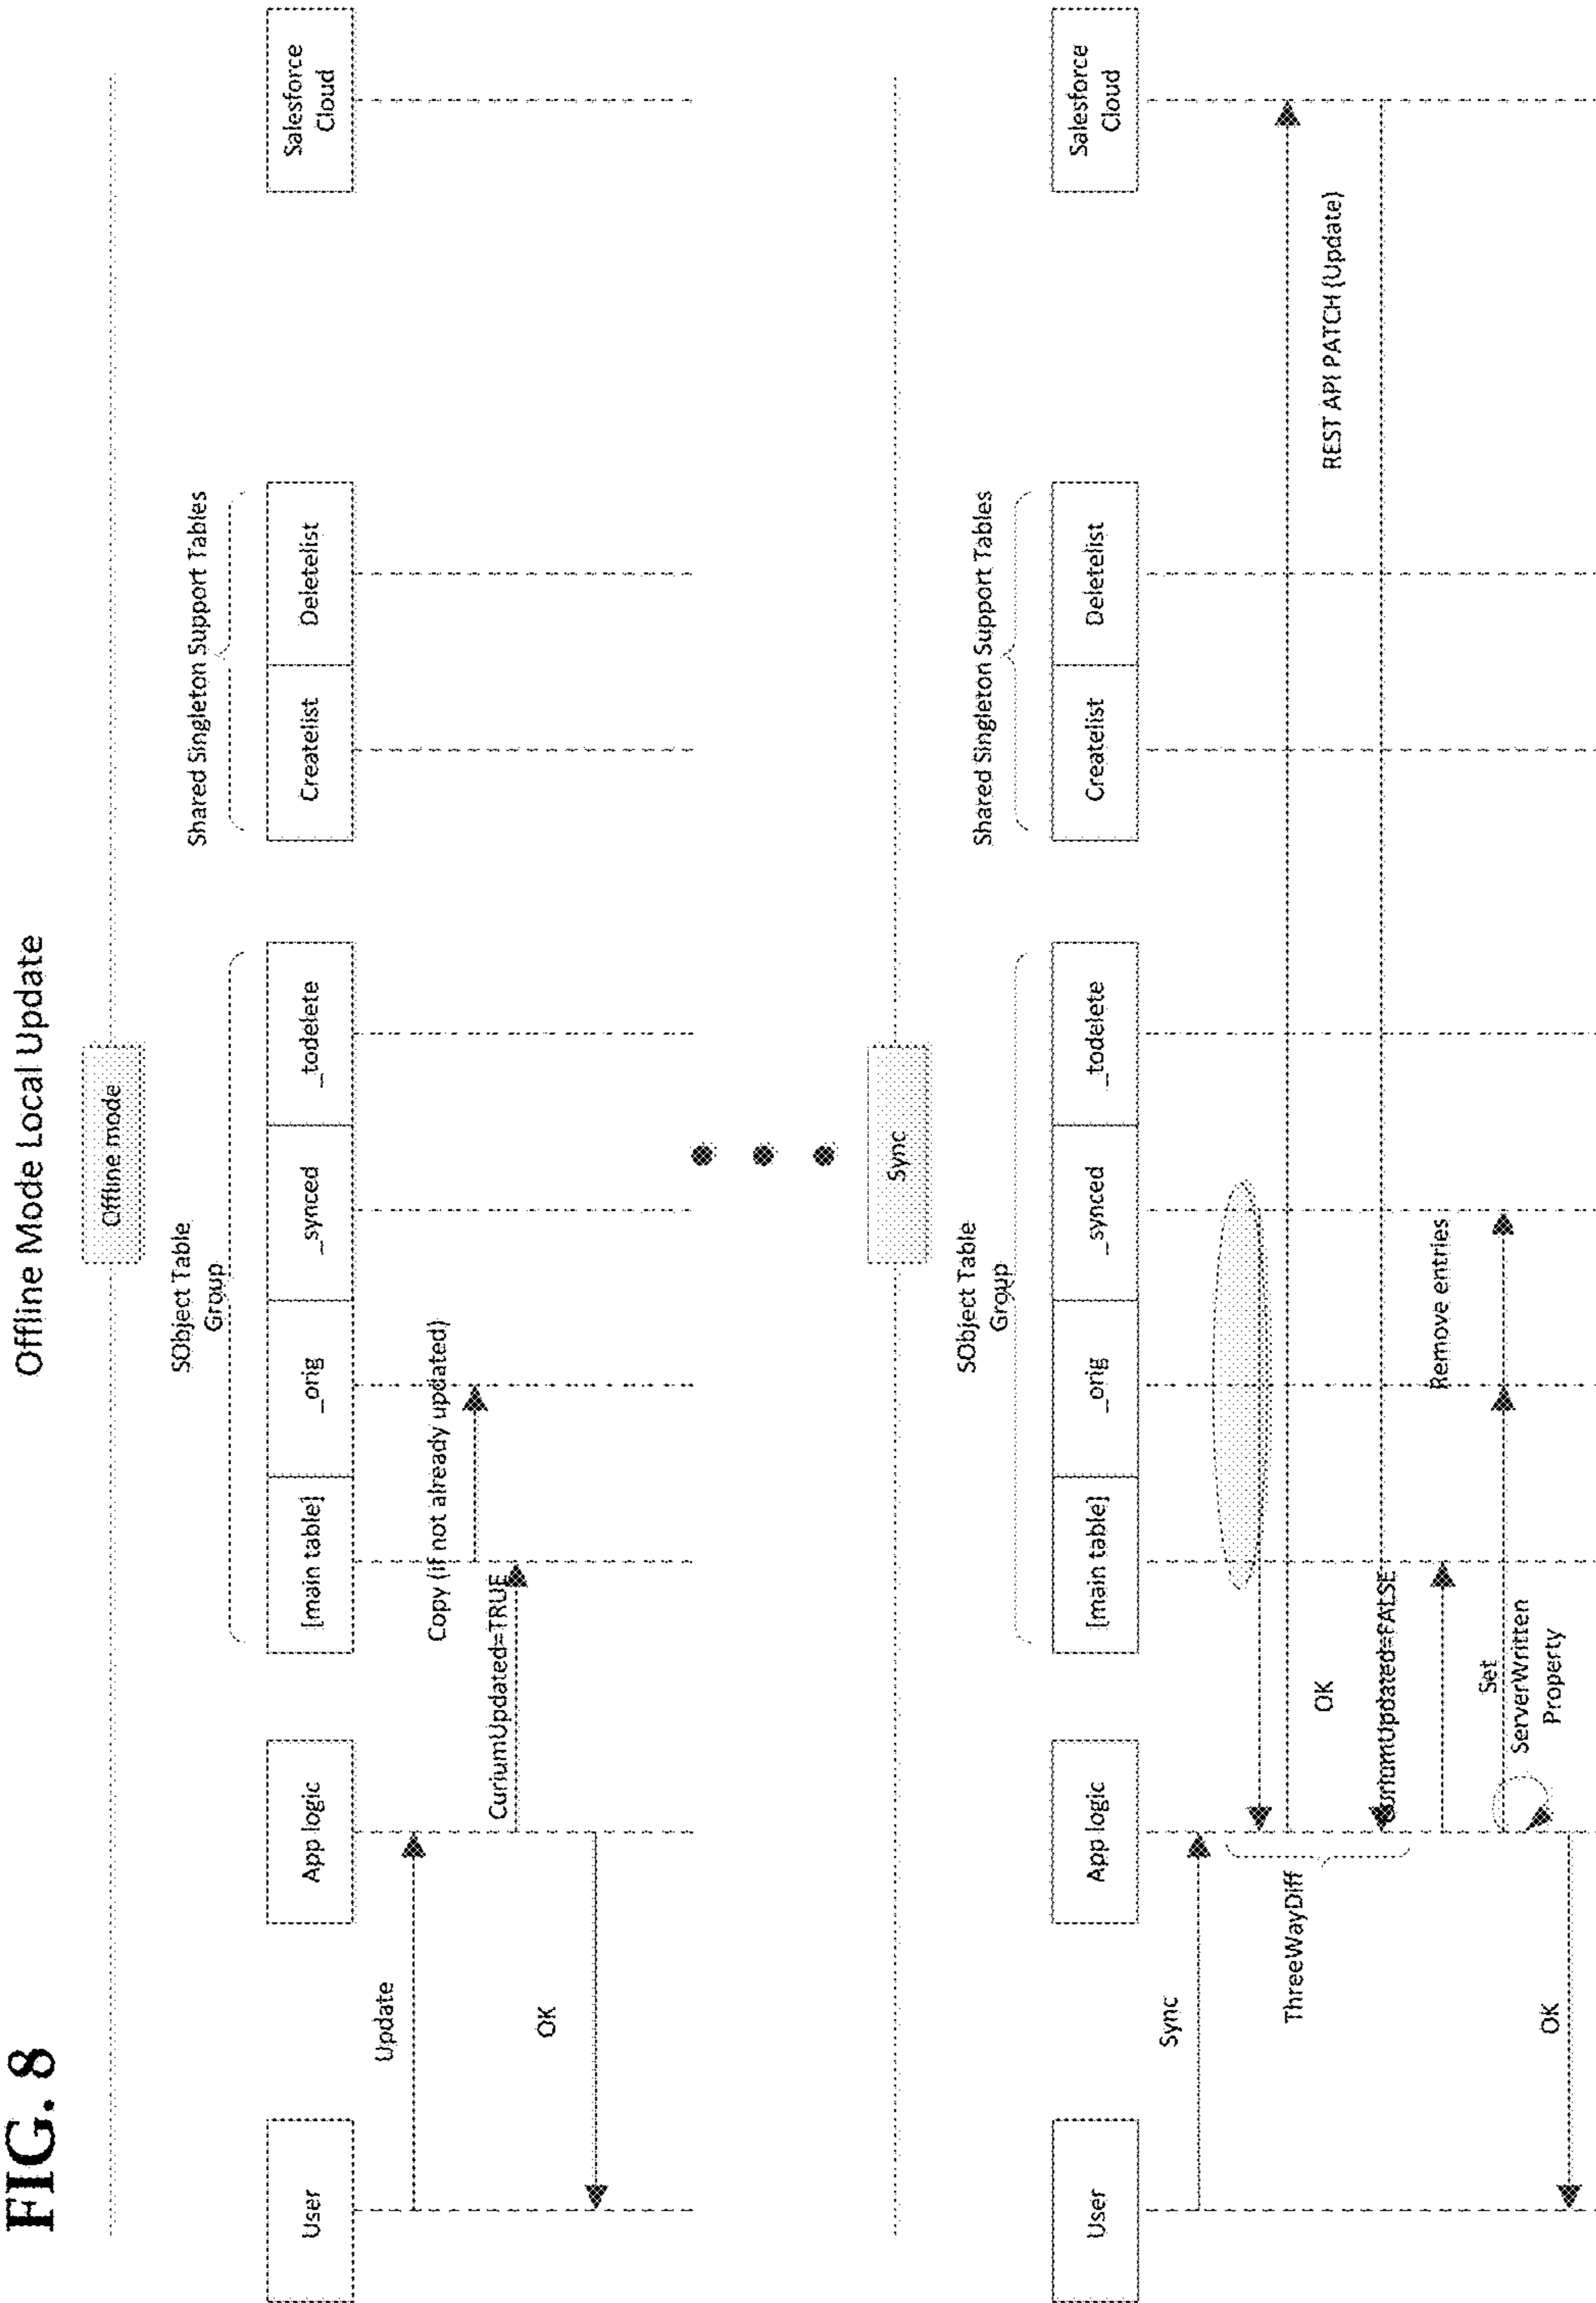 FIG. 8
Offline Mode Local Update
Offline mode
SObject Table
Group
Shared Singleton Support Tables
User
App logic
[main table]
_orig
_synced
_todelete
Createlist
Deletelist
Salesforce
Cloud
Update
Copy (if not already updated)
CuriumUpdated=TRUE
OK
Sync
SObject Table
Group
Shared Singleton Support Tables
User
App logic
[main table]
_orig
_synced
_todelete
Createlist
Deletelist
Salesforce
Cloud
Sync
ThreeWayDiff
REST API PATCH (Update)
OK
CuriumUpdated=FALSE
Remove entries
Set
ServerWritten
Property
OK